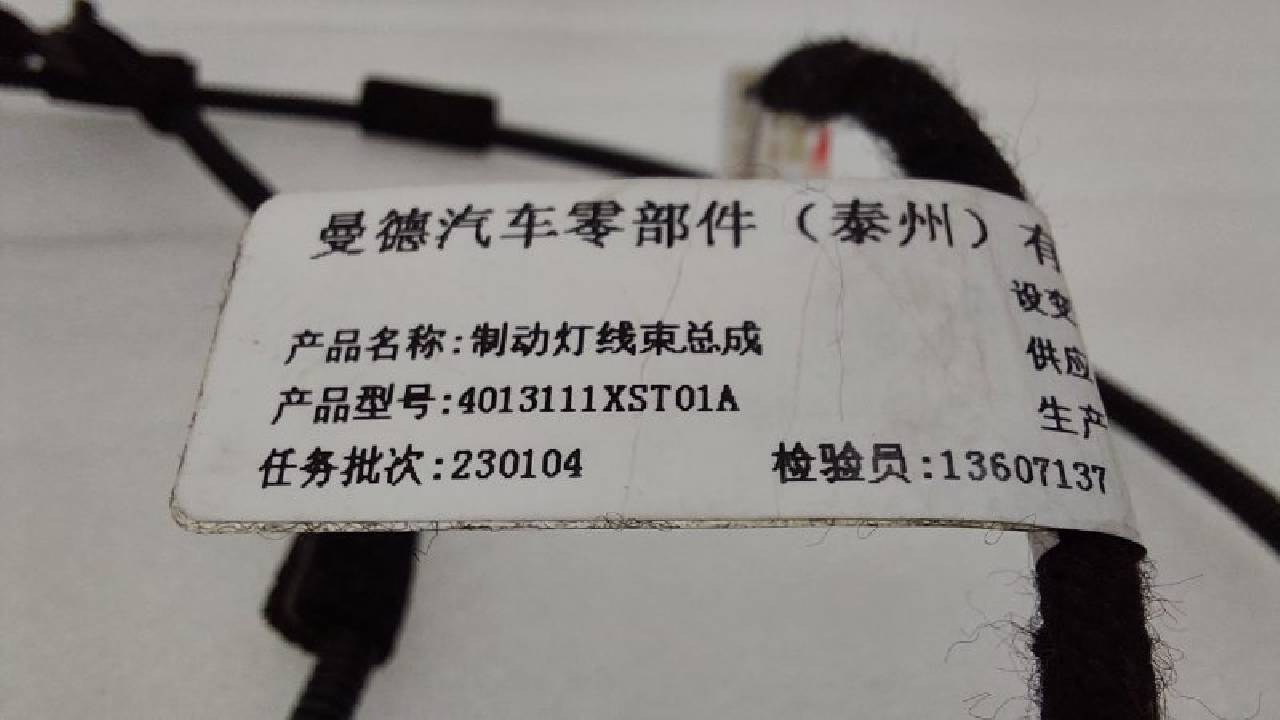 曼德汽车零部件（泰州）有
设变
产品名称:制动灯线束总成
供应
产品型号:4013111XST01A
生产
任务批次:230104 检验员:13607137